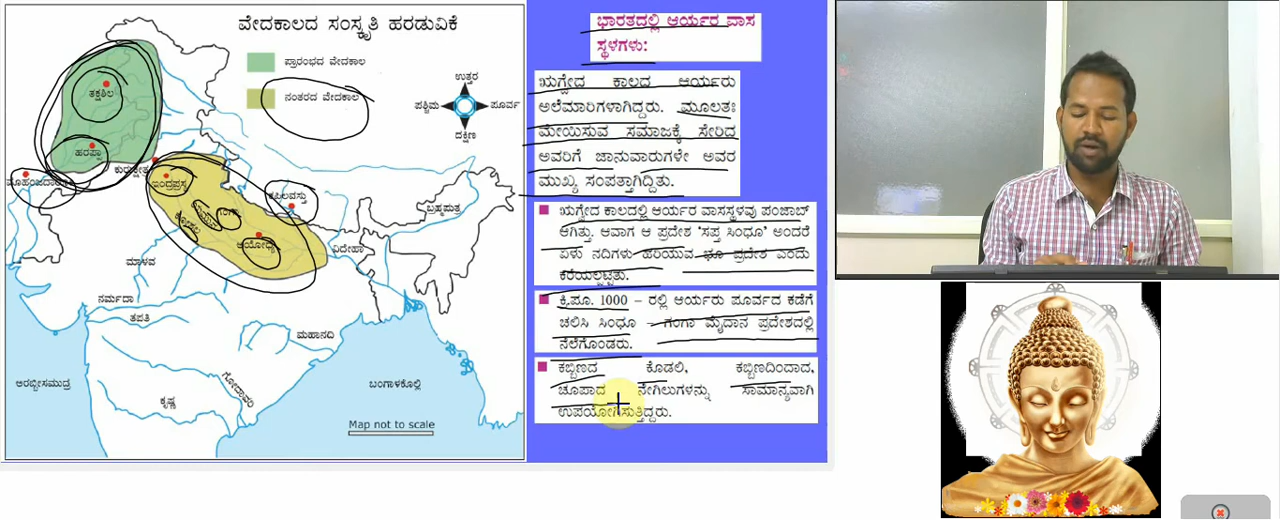 ವೇದಕಾಲದ ಸಂಸ್ಕೃತಿ ಹರಡುವಿಕೆ
ಪ್ರಾರಂಭದ ವೇದಕಾಲ
ನಂತರದ ವೇದಕಾಲ
ಉತ್ತರ
ಪಶ್ಚಿಮ
ಪೂರ್ವ
ದಕ್ಷಿಣ
ತಕ್ಷಶಿಲ
ಹರಪ್ಪಾ
ಕುರುಕ್ಷೇತ್ರ
ಇಂದ್ರಪ್ರಸ್ಥ
ಕಪಿಲವಸ್ತು
ಬ್ರಹ್ಮಪುತ್ರ
ಅಯೋಧ್ಯ
ವಿದೇಹಾ
ಮಾಳವ
ನರ್ಮದಾ
ತಪತಿ
ಮಹಾನದಿ
ಗೋದಾವರಿ
ಅರಬ್ಬೀಸಮುದ್ರ
ಬಂಗಾಳಕೊಲ್ಲಿ
ಕೃಷ್ಣ
Map not to scale
ಭಾರತದಲ್ಲಿ ಆರ್ಯರ ವಾಸ
ಸ್ಥಳಗಳು:
ಋಗ್ವೇದ ಕಾಲದ ಆರ್ಯರು
ಅಲೆಮಾರಿಗಳಾಗಿದ್ದರು. ಮೂಲತಃ
ಮೇಯಿಸುವ ಸಮಾಜಕ್ಕೆ ಸೇರಿದ
ಅವರಿಗೆ ಜಾನುವಾರುಗಳೇ ಅವರ
ಮುಖ್ಯ ಸಂಪತ್ತಾಗಿದ್ದಿತು.
ಋಗ್ವೇದ ಕಾಲದಲ್ಲಿ ಆರ್ಯರ ವಾಸಸ್ಥಳವು ಪಂಜಾಬ್
ಆಗಿತ್ತು. ಆವಾಗ ಆ ಪ್ರದೇಶ 'ಸಪ್ತ ಸಿಂಧೂ' ಅಂದರೆ
ಏಳು ನದಿಗಳು ಹರಿಯುವ ಭೂ ಪ್ರದೇಶ ಎಂದು
ಕರೆಯಲ್ಪಟ್ಟಿತು.
ಕ್ರಿ.ಪೂ. 1000 – ರಲ್ಲಿ ಆರ್ಯರು ಪೂರ್ವದ ಕಡೆಗೆ
ಚಲಿಸಿ ಸಿಂಧೂ – ಗಂಗಾ ಮೈದಾನ ಪ್ರದೇಶದಲ್ಲಿ
ನೆಲೆಗೊಂಡರು.
ಕಬ್ಬಿಣದ ಕೊಡಲಿ, ಕಬ್ಬಿಣದಿಂದಾದ,
ಚೂಪಾದ ನೇಗಿಲುಗಳನ್ನು ಸಾಮಾನ್ಯವಾಗಿ
ಉಪಯೋಗಿಸುತ್ತಿದ್ದರು.